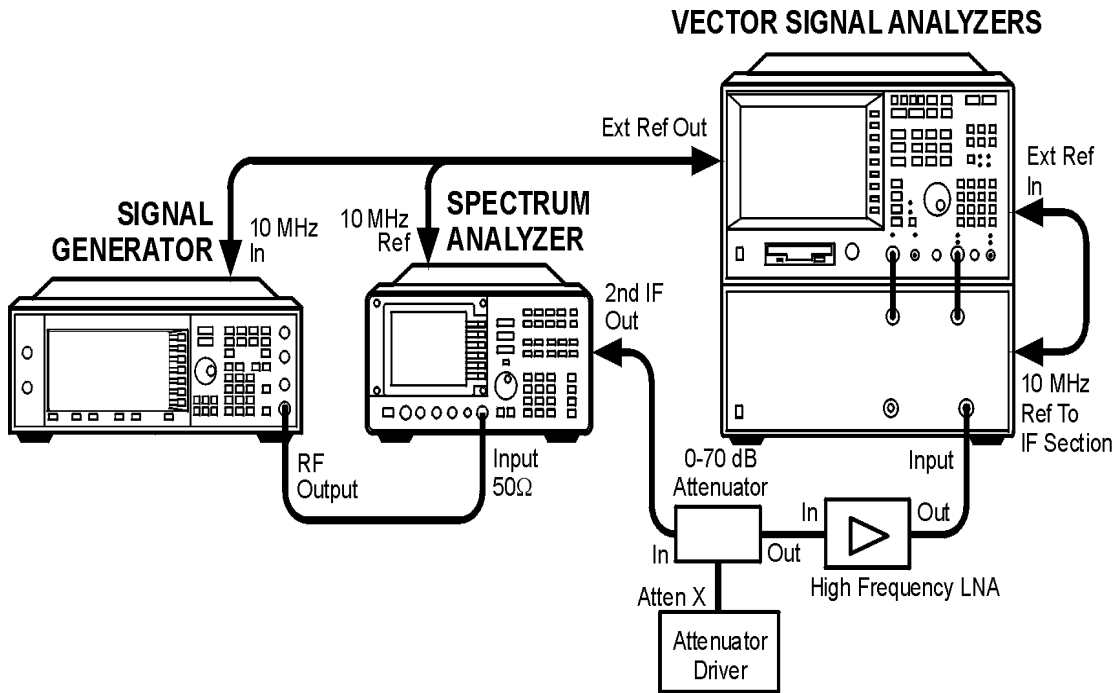 VECTOR SIGNAL ANALYZERS
Ext Ref Out
Ext Ref
In
SIGNAL
GENERATOR
10 MHz
In
10 MHz
Ref
SPECTRUM
ANALYZER
2nd IF
Out
10 MHz
Ref To
IF Section
RF
Output
Input
50Ω
0-70 dB
Attenuator
Input
In
Out
In
Out
High Frequency LNA
Atten X
Attenuator
Driver